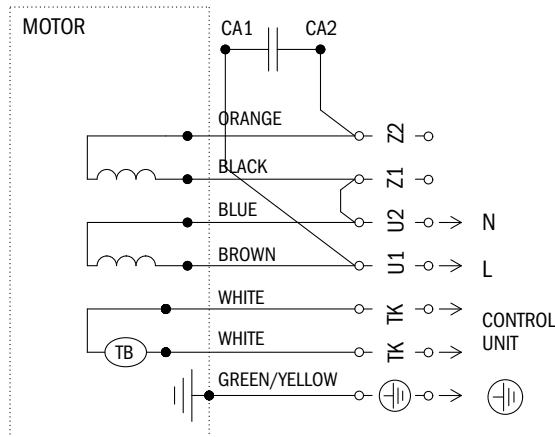 MOTOR
CA1 CA2
ORANGE Z2
BLACK Z1
BLUE U2 N
BROWN U1 L
WHITE TK
CONTROL
UNIT
TB WHITE TK
GREEN/YELLOW